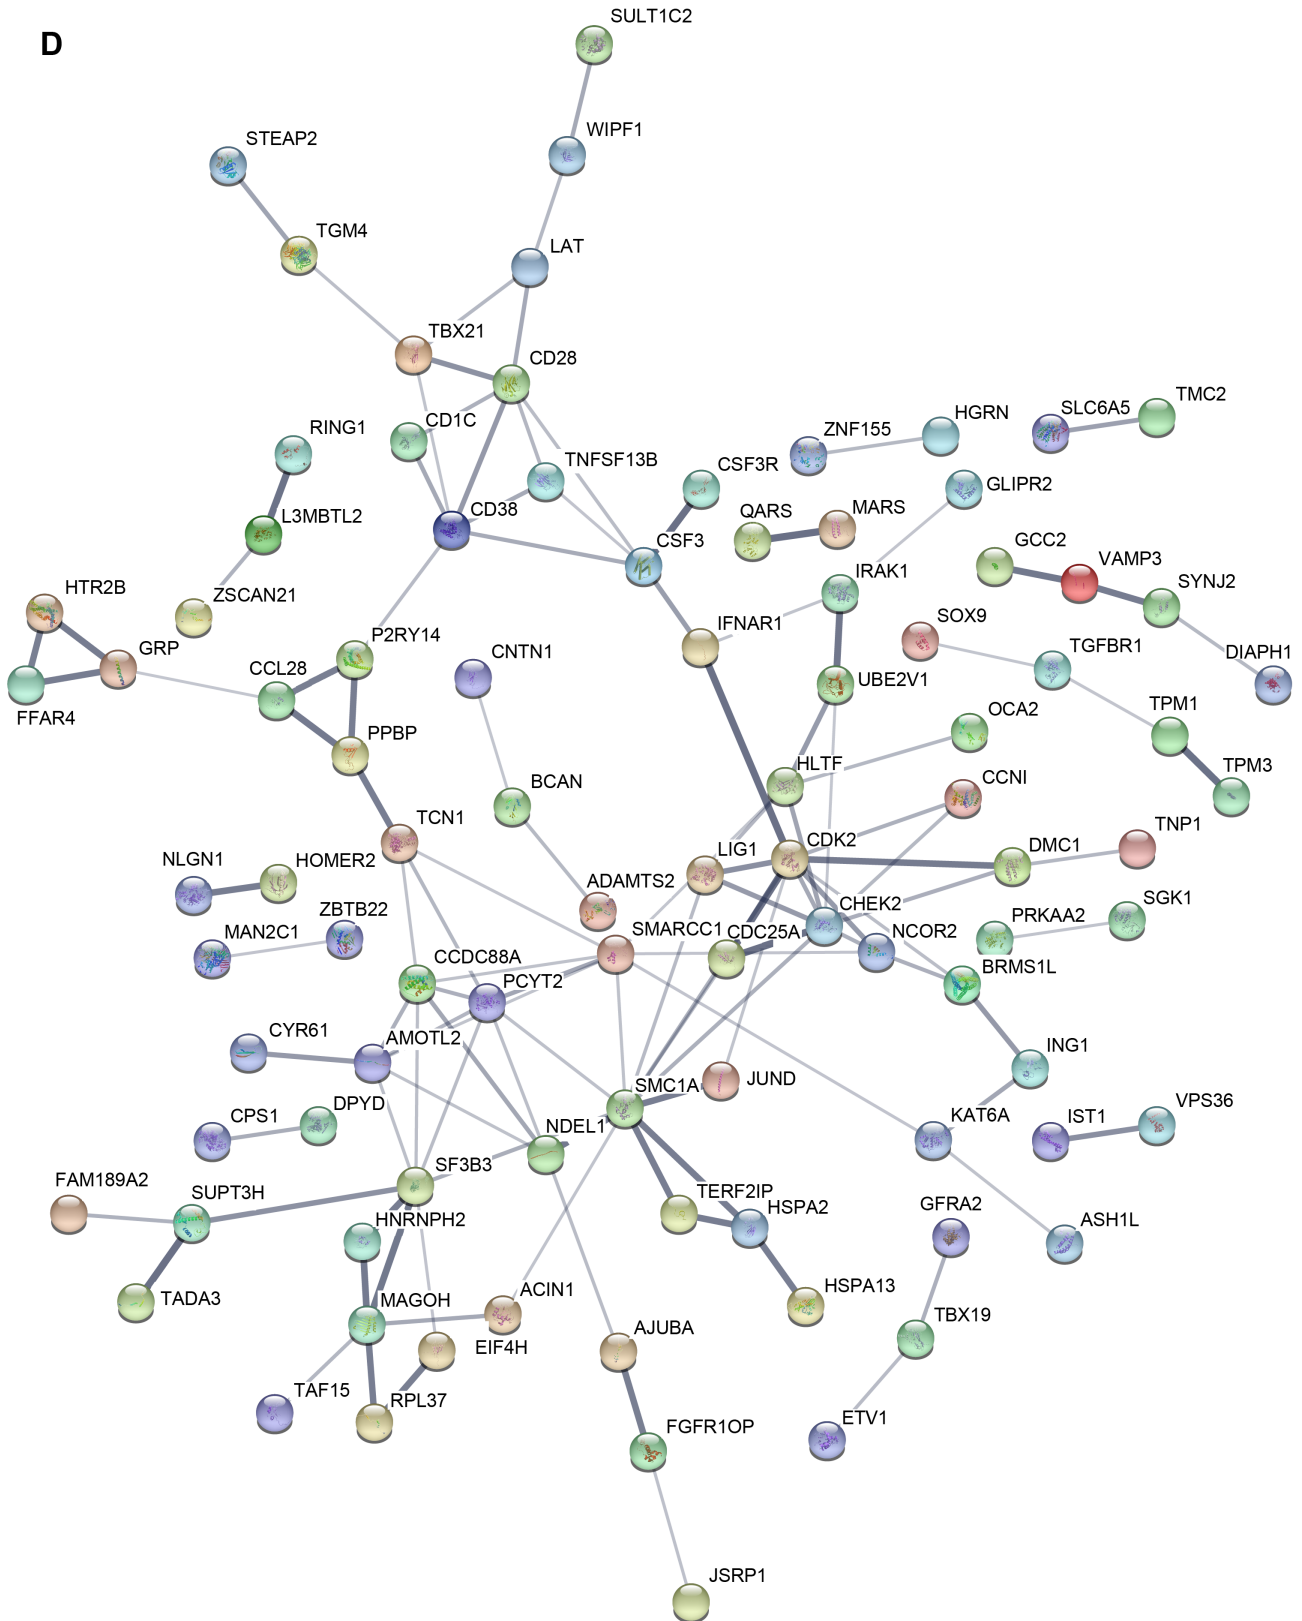 D
SULT1C2
WIPF1
STEAP2
TGM4
LAT
TBX21
CD28
CD1C
RING1
TNFSF13B
CSF3R
ZNF155
HGRN
SLC6A5
TMC2
GLIPR2
L3MBTL2
CD38
CSF3
QARS
MARS
GCC2
VAMP3
SYNJ2
IRAK1
HTR2B
ZSCAN21
SOX9
IFNAR1
P2RY14
TGFBR1
DIAPH1
GRP
CCL28
CNTN1
UBE2V1
FFAR4
OCA2
TPM1
PPBP
HLTF
TPM3
BCAN
CCNI
TCN1
CDK2
LIG1
DMC1
TNP1
NLGN1
HOMER2
ADAMTS2
CHEK2
SGK1
ZBTB22
MAN2C1
SMARCC1
CDC25A
NCOR2
PRKAA2
CCDC88A
BRMS1L
PCYT2
CYR61
AMOTL2
ING1
SMC1A
JUND
CPS1
DPYD
NDEL1
KAT6A
IST1
VPS36
SF3B3
FAM189A2
SUPT3H
TERF2IP
HSPA2
GFRA2
HNRNPH2
ASH1L
TADA3
MAGOH
ACIN1
HSPA13
EIF4H
AJUBA
TBX19
TAF15
RPL37
FGFR1OP
ETV1
JSRP1